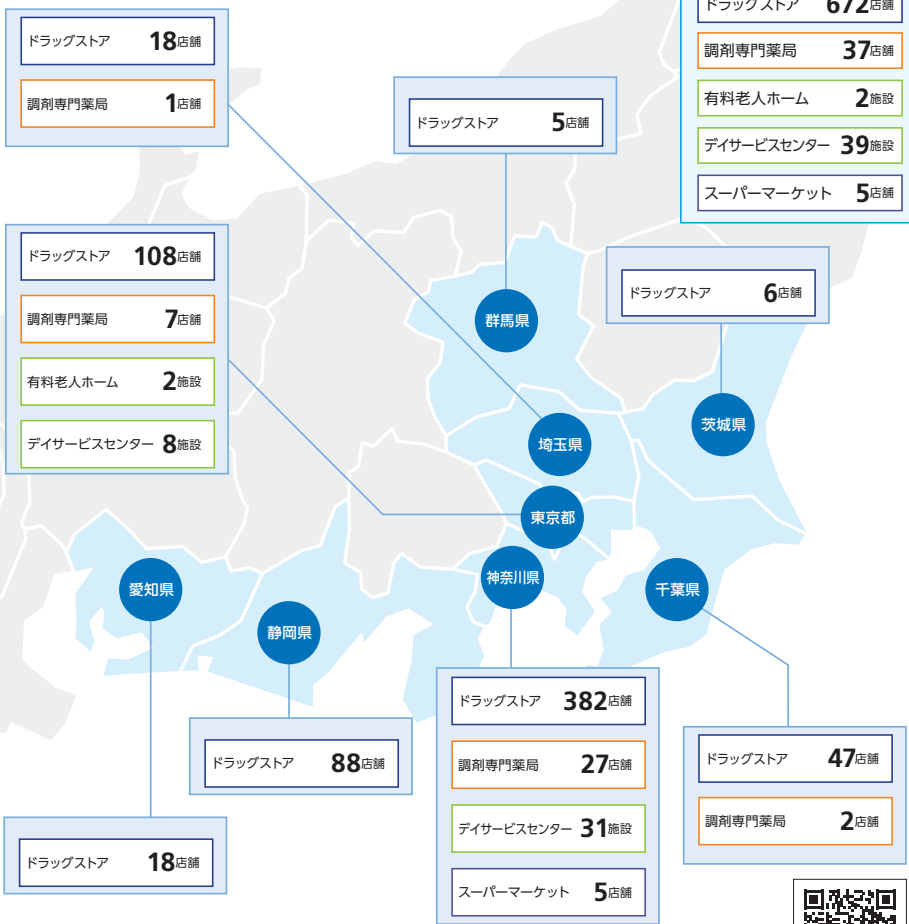 ドラッグストア 672店舗
調剤専門薬局 37店舗
有料老人ホーム 2施設
デイサービスセンター 39施設
スーパーマーケット 5店舗
ドラッグストア 18店舗
調剤専門薬局 1店舗
ドラッグストア 5店舗
ドラッグストア 108店舗
調剤専門薬局 7店舗
有料老人ホーム 2施設
デイサービスセンター 8施設
ドラッグストア 6店舗
群馬県
茨城県
埼玉県
東京都
神奈川県
千葉県
愛知県
静岡県
ドラッグストア 382店舗
調剤専門薬局 27店舗
デイサービスセンター 31施設
スーパーマーケット 5店舗
ドラッグストア 47店舗
調剤専門薬局 2店舗
ドラッグストア 88店舗
ドラッグストア 18店舗